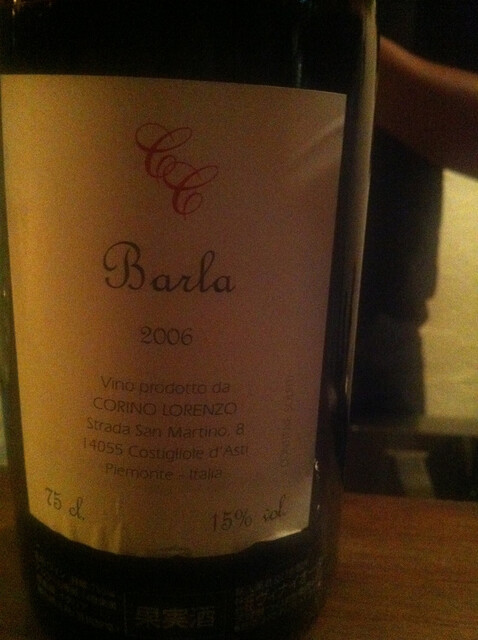 CC
Barla
2006
Vino prodotto da
CORINO LORENZO
Strada San Martino, 8
14055 Costigliole d'Asti
Piemonte - Italia
75 cl.
15% vol.
果実酒